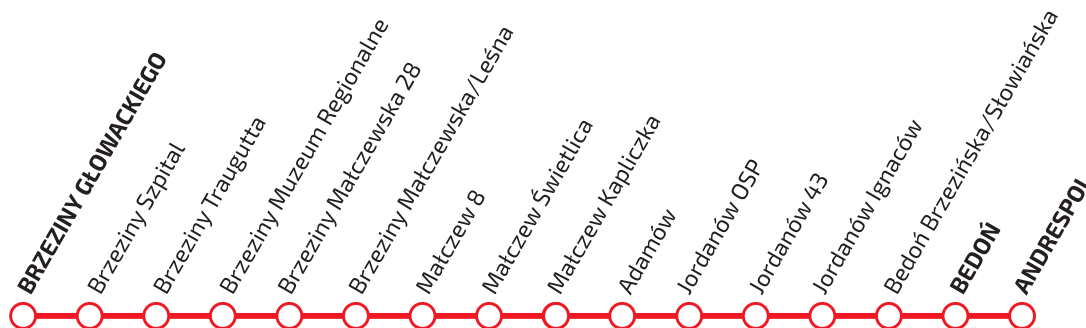 BRZEZINY GŁOWACKIEGO
Brzeziny Szpital
Brzeziny Traugutta
Brzeziny Muzeum Regionalne
Brzeziny Małczewska 28
Brzeziny Małczewska/Leśna
Małczew 8
Małczew Świetlica
Małczew Kapliczka
Adamów
Jordanów OSP
Jordanów 43
Jordanów Ignaców
Bedoń Brzezińska/Słowiańska
BEDOŃ
ANDRESPOL